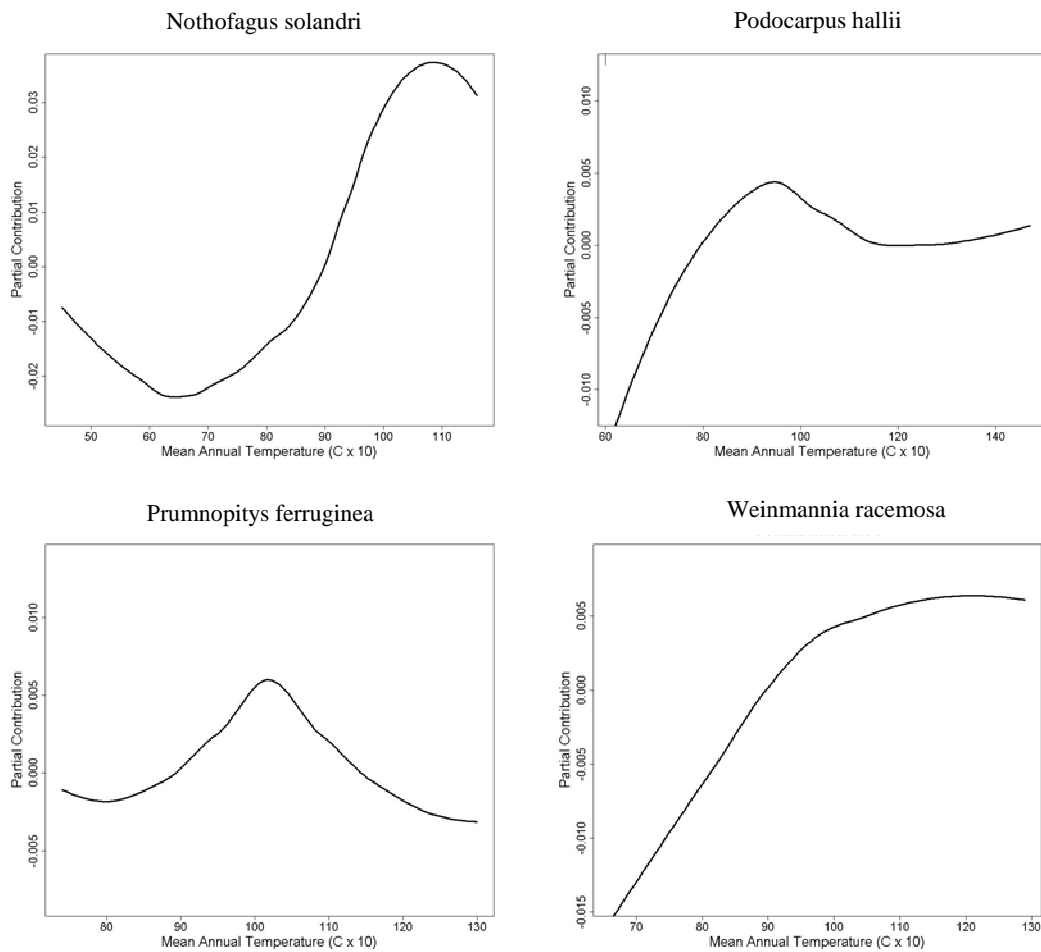 Nothofagus solandri
Partial Contribution
0.03
0.02
0.01
0.00
-0.01
-0.02
50 60 70 80 90 100 110
Mean Annual Temperature (C x 10)
Podocarpus hallii
Partial Contribution
0.010
0.005
0.000
-0.005
-0.010
60 80 100 120 140
Mean Annual Temperature (C x 10)
Prumnopitys ferruginea
Partial Contribution
0.010
0.005
0.000
-0.005
80 90 100 110 120 130
Mean Annual Temperature (C x 10)
Weinmannia racemosa
Partial Contribution
0.005
0.000
-0.005
-0.010
-0.015
70 80 90 100 110 120 130
Mean Annual Temperature (C x 10)